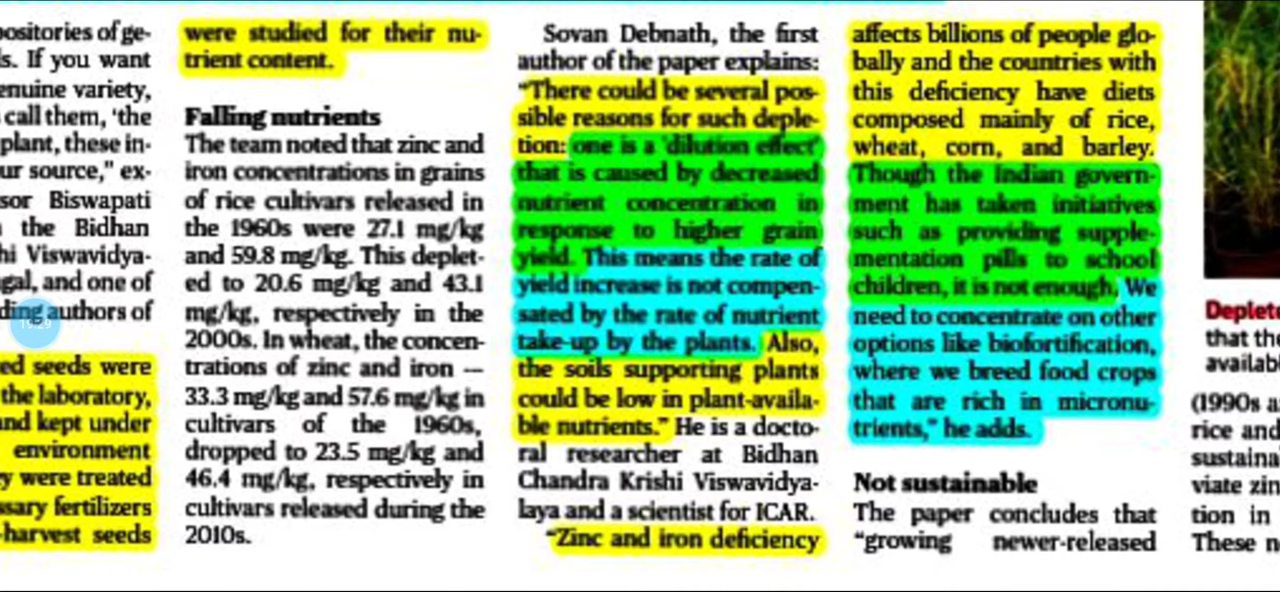 ositories of ge-
s. If you want
enuine variety,
call them, 'the
plant, these in-
ur source," ex-
sor Biswapati
the Bidhan
hi Viswavidya-
gal, and one of
ding authors of
19:29
ed seeds were
the laboratory,
and kept under
environment
y were treated
ssary fertilizers
-harvest seeds
were studied for their nu-
trient content.
Falling nutrients
The team noted that zinc and
iron concentrations in grains
of rice cultivars released in
the 1960s were 27.1 mg/kg
and 59.8 mg/kg. This deplet-
ed to 20.6 mg/kg and 43.1
mg/kg, respectively in the
2000s. In wheat, the concen-
trations of zinc and iron —
33.3 mg/kg and 57.6 mg/kg in
cultivars of the 1960s,
dropped to 23.5 mg/kg and
46.4 mg/kg, respectively in
cultivars released during the
2010s.
Sovan Debnath, the first
author of the paper explains:
"There could be several pos-
sible reasons for such deple-
tion: one is a 'dilution effect'
that is caused by decreased
nutrient concentration in
response to higher grain
yield. This means the rate of
yield increase is not compen-
sated by the rate of nutrient
take-up by the plants. Also,
the soils supporting plants
could be low in plant-availa-
ble nutrients." He is a docto-
ral researcher at Bidhan
Chandra Krishi Viswavidya-
laya and a scientist for ICAR.
"Zinc and iron deficiency
affects billions of people glo-
bally and the countries with
this deficiency have diets
composed mainly of rice,
wheat, corn, and barley.
Though the Indian govern-
ment has taken initiatives
such as providing supple-
mentation pills to school
children, it is not enough. We
need to concentrate on other
options like biofortification,
where we breed food crops
that are rich in micronu-
trients," he adds.
Not sustainable
The paper concludes that
"growing newer-released
Deplet
that the
availab
(1990s a
rice and
sustaina
viate zin
tion in
These n